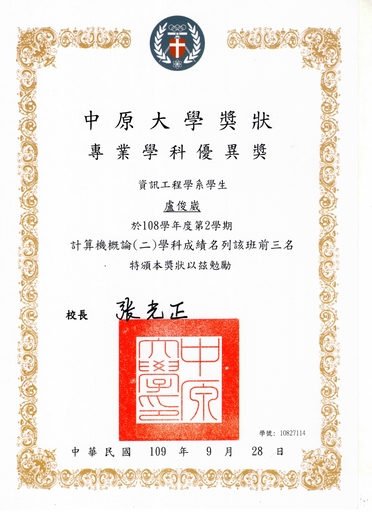 中原大學獎狀
專業學科優異獎
資訊工程學系學生
盧俊崴
於108學年度第2學期
計算機概論(二)學科成績名列該班前三名
特頒本獎狀以茲勉勵
校長 張光正
中原大學印
學號: 10827114
中華民國 109 年 9 月 28 日